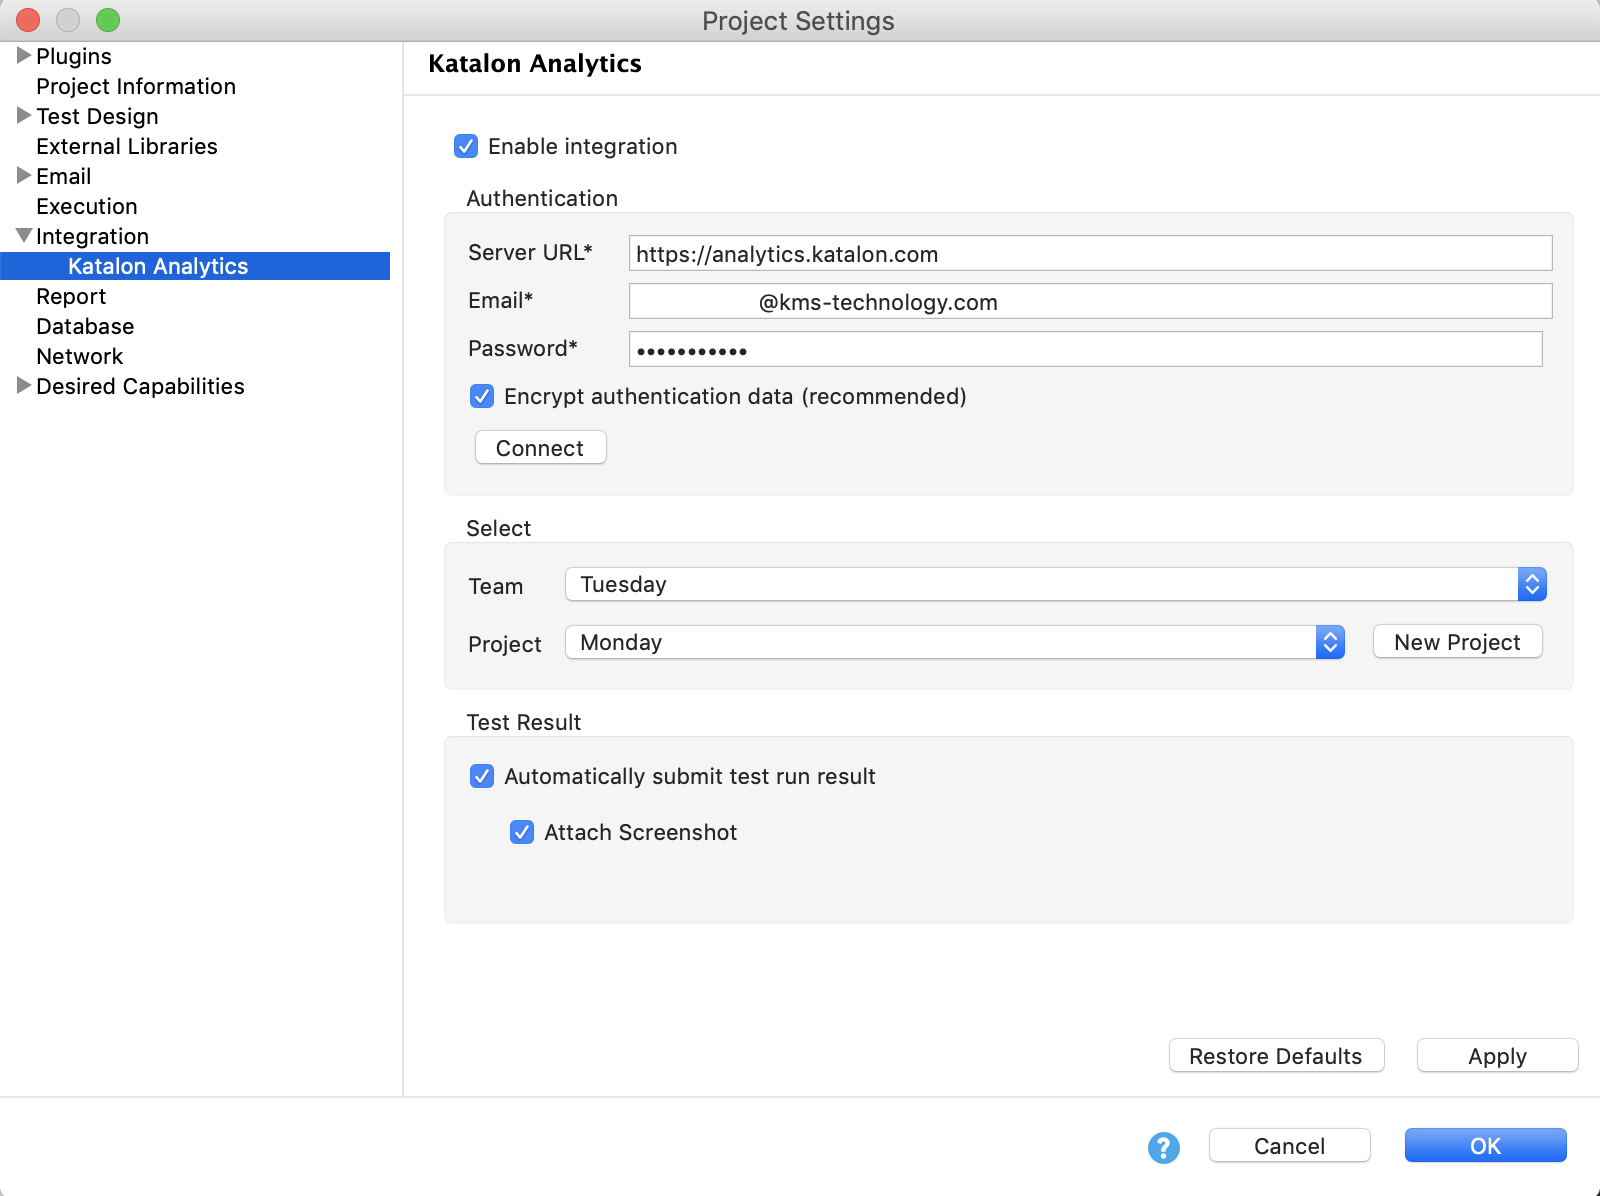 Project Settings
Plugins
Project Information
Test Design
External Libraries
Email
Execution
Integration
Katalon Analytics
Report
Database
Network
Desired Capabilities
Katalon Analytics
Enable integration
Authentication
Server URL* https://analytics.katalon.com
Email* @kms-technology.com
Password* •••••••••••
Encrypt authentication data (recommended)
Connect
Select
Team Tuesday
Project Monday New Project
Test Result
Automatically submit test run result
Attach Screenshot
Restore Defaults Apply
? Cancel OK